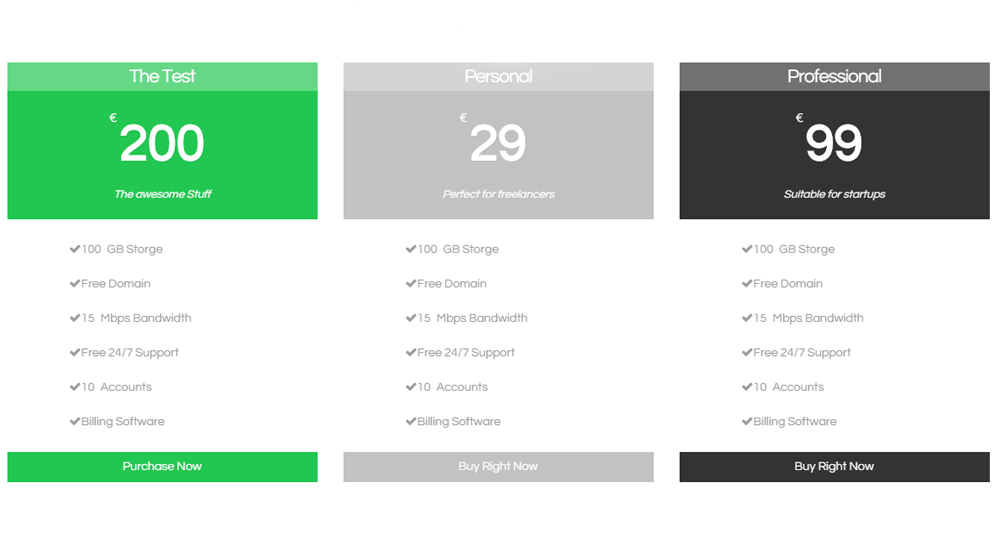 The Test
€
200
The awesome Stuff
100 GB Storge
Free Domain
15 Mbps Bandwidth
Free 24/7 Support
10 Accounts
Billing Software
Purchase Now
Personal
€
29
Perfect for freelancers
100 GB Storge
Free Domain
15 Mbps Bandwidth
Free 24/7 Support
10 Accounts
Billing Software
Buy Right Now
Professional
€
99
Suitable for startups
100 GB Storge
Free Domain
15 Mbps Bandwidth
Free 24/7 Support
10 Accounts
Billing Software
Buy Right Now